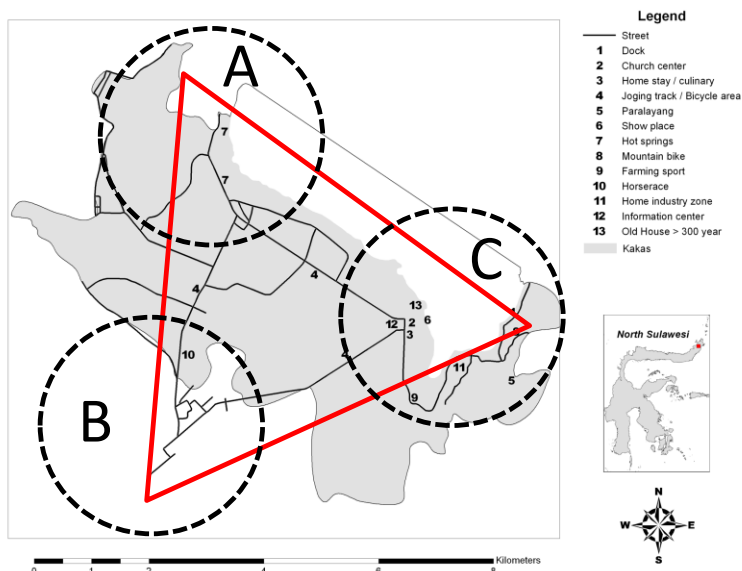 A
B
C
7
7
4
4
10
13
12
2
6
3
4
9
11
5
1
Legend
Street
1 Dock
2 Church center
3 Home stay / culinary
4 Joging track / Bicycle area
5 Paralayang
6 Show place
7 Hot springs
8 Mountain bike
9 Farming sport
10 Horserace
11 Home industry zone
12 Information center
13 Old House > 300 year
Kakas
North Sulawesi
N
W E
S
Kilometers
0 1 2 4 6 8